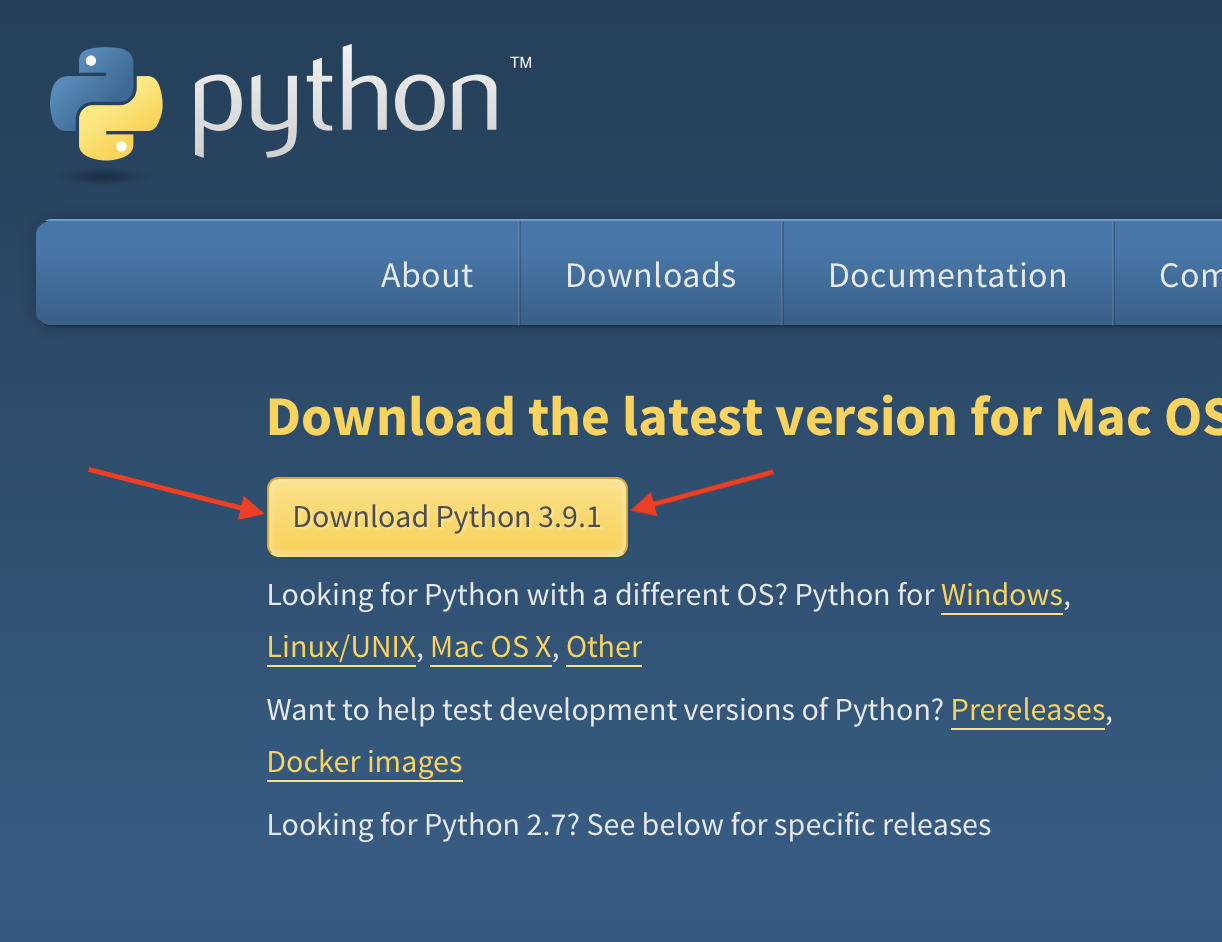 python™
About
Downloads
Documentation
Com
Download the latest version for Mac OS
Download Python 3.9.1
Looking for Python with a different OS? Python for Windows,
Linux/UNIX, Mac OS X, Other
Want to help test development versions of Python? Prereleases,
Docker images
Looking for Python 2.7? See below for specific releases